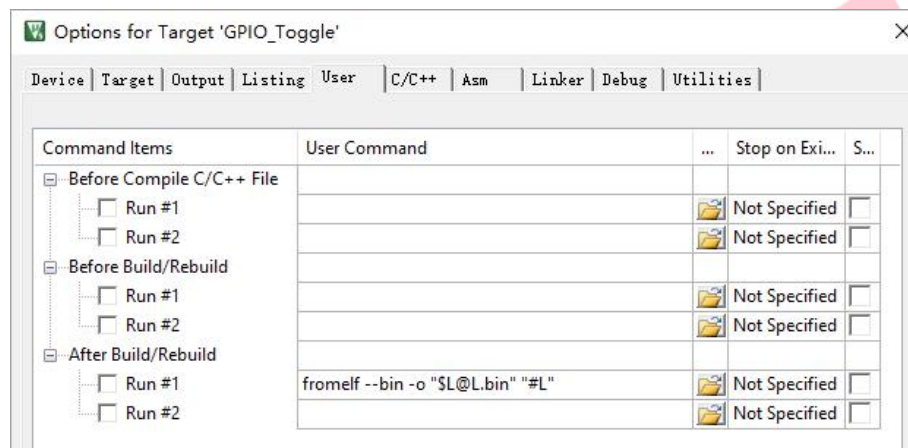 Options for Target 'GPIO_Toggle'
Device Target Output Listing User C/C++ Asm Linker Debug Utilities
Command Items User Command ... Stop on Exi... S...
Before Compile C/C++ File
Run #1 Not Specified
Run #2 Not Specified
Before Build/Rebuild
Run #1 Not Specified
Run #2 Not Specified
After Build/Rebuild
Run #1 fromelf --bin -o "$L@L.bin" "#L" Not Specified
Run #2 Not Specified